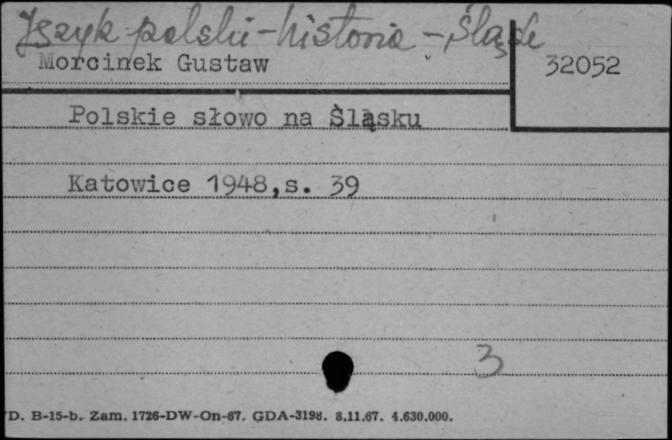 Język polski - historia - Śląsk
Morcinek Gustaw
32052
Polskie słowo na Śląsku
Katowice 1948,s. 39
3
D. B-15-b. Zam. 1726-DW-On-67. GDA-3198. 8.11.67. 4.630.000.